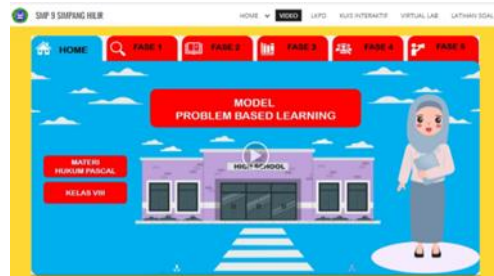 SMP 9 SIMPANG HILIR
HOME VIDEO LKPD KUIS INTERAKTIF VIRTUAL LAB LATIHAN SOAL
HOME FASE 1 FASE 2 FASE 3 FASE 4 FASE 5
MODEL
PROBLEM BASED LEARNING
MATERI
HUKUM PASCAL
HIGH SCHOOL
KELAS VIII